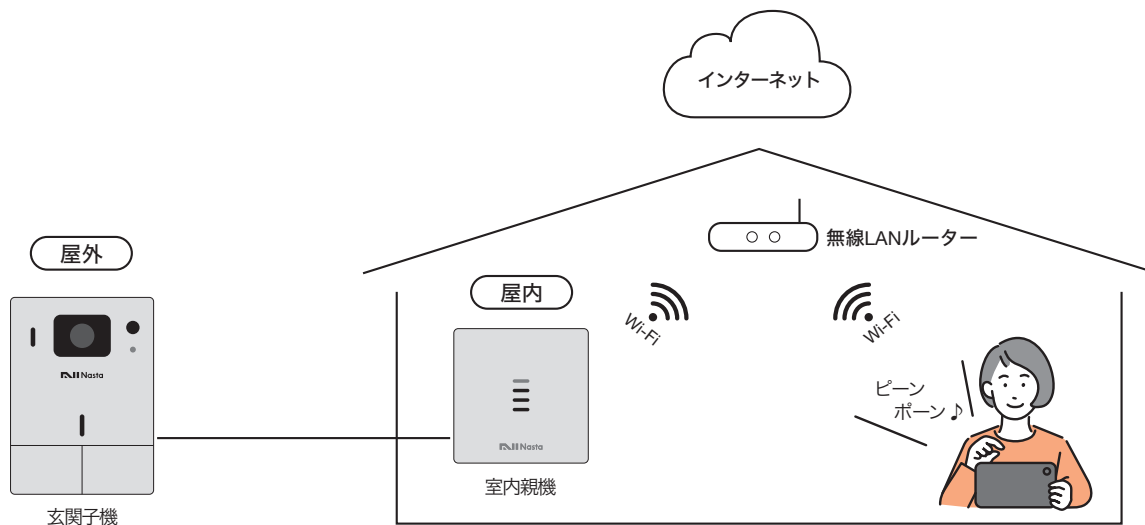 インターネット
無線LANルーター
屋外
屋内
Wi-Fi
Wi-Fi
Nasta
ピーン
ポーン♪
Nasta
室内親機
玄関子機